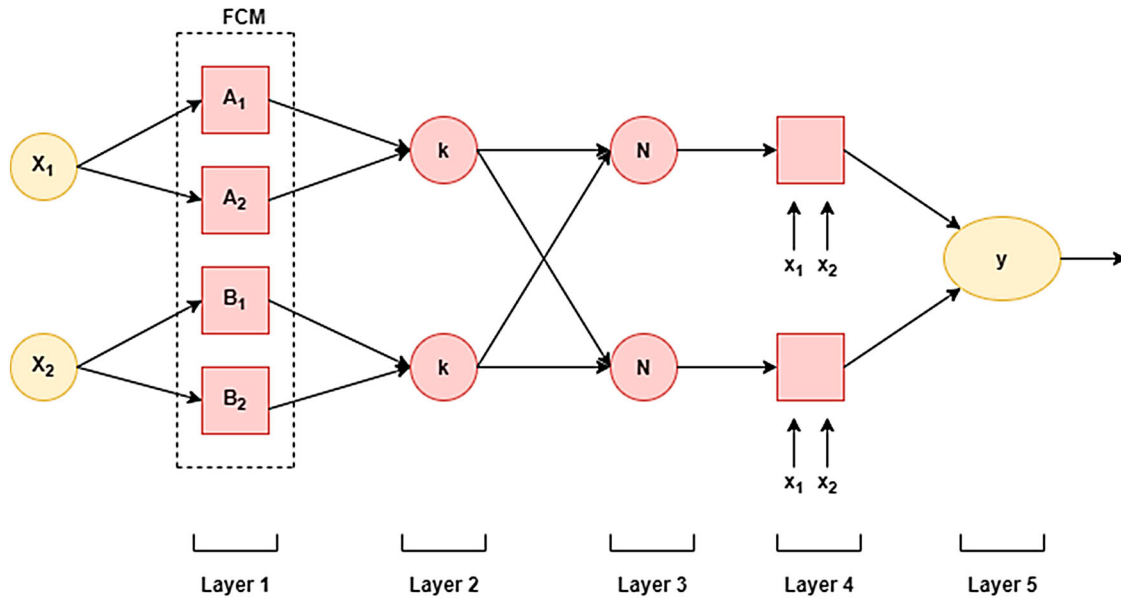 FCM
A₁
X₁
A₂
k
N
x₁ x₂
y
B₁
X₂
B₂
k
N
x₁ x₂
Layer 1 Layer 2 Layer 3 Layer 4 Layer 5